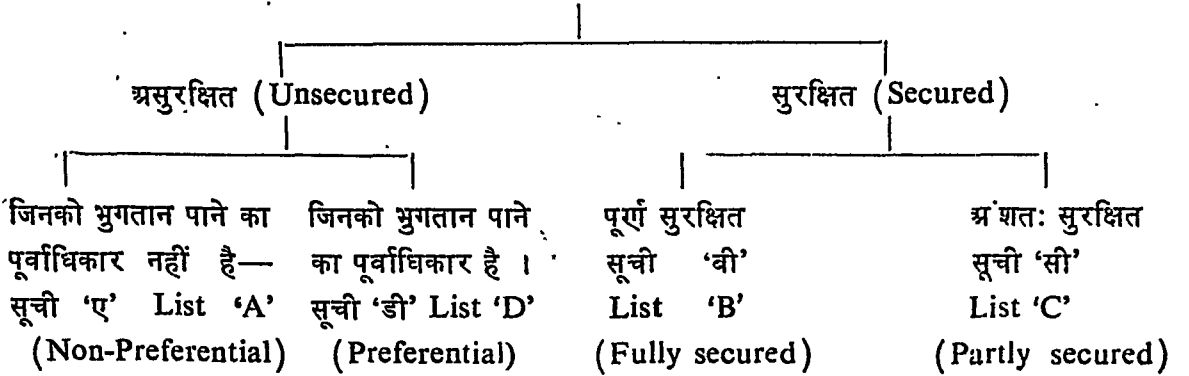 असुरक्षित (Unsecured) सुरक्षित (Secured)
जिनको भुगतान पाने का जिनको भुगतान पाने पूर्ण सुरक्षित अंशतः सुरक्षित
पूर्वाधिकार नहीं है— का पूर्वाधिकार है । सूची 'वी' सूची 'सी'
सूची 'ए' List 'A' सूची 'डी' List 'D' List 'B' List 'C'
(Non-Preferential) (Preferential) (Fully secured) (Partly secured)